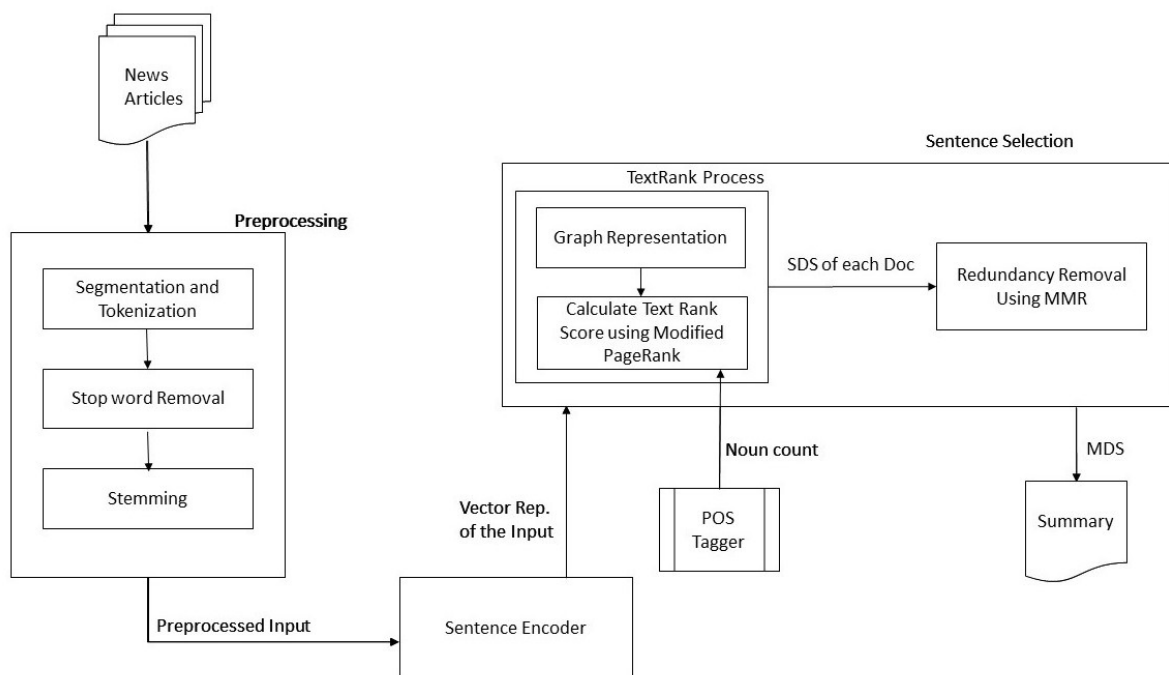 News
Articles
Preprocessing
Segmentation and
Tokenization
Stop word Removal
Stemming
Preprocessed Input
Sentence Encoder
Vector Rep.
of the Input
Sentence Selection
TextRank Process
Graph Representation
Calculate Text Rank
Score using Modified
PageRank
SDS of each Doc
Redundancy Removal
Using MMR
Noun count
POS
Tagger
MDS
Summary